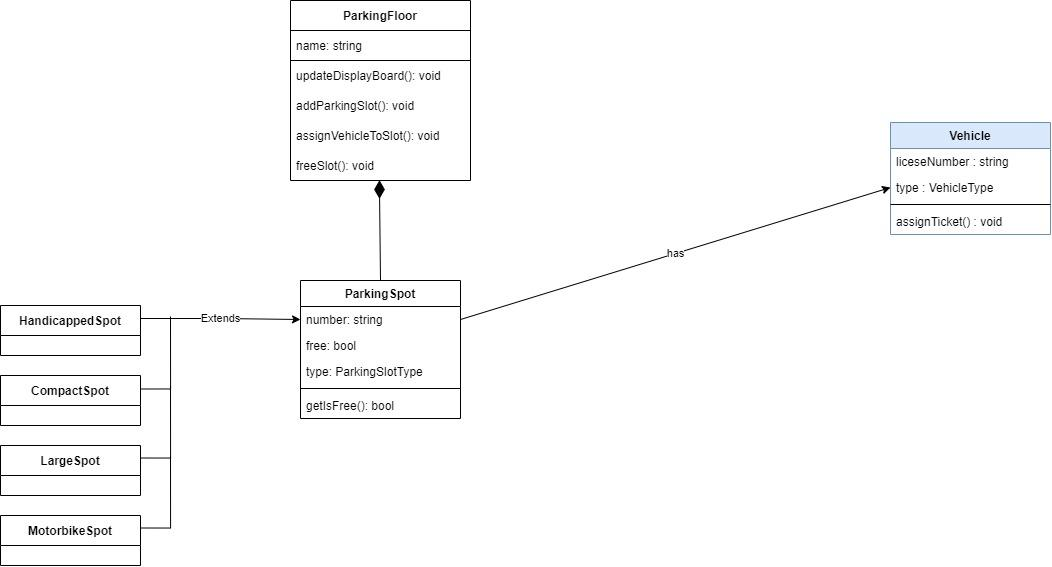 ParkingFloor
name: string
updateDisplayBoard(): void
addParkingSlot(): void
assignVehicleToSlot(): void
freeSlot(): void
Vehicle
liceseNumber : string
type : VehicleType
assignTicket() : void
has
ParkingSpot
number: string
free: bool
type: ParkingSlotType
getIsFree(): bool
Extends
HandicappedSpot
CompactSpot
LargeSpot
MotorbikeSpot